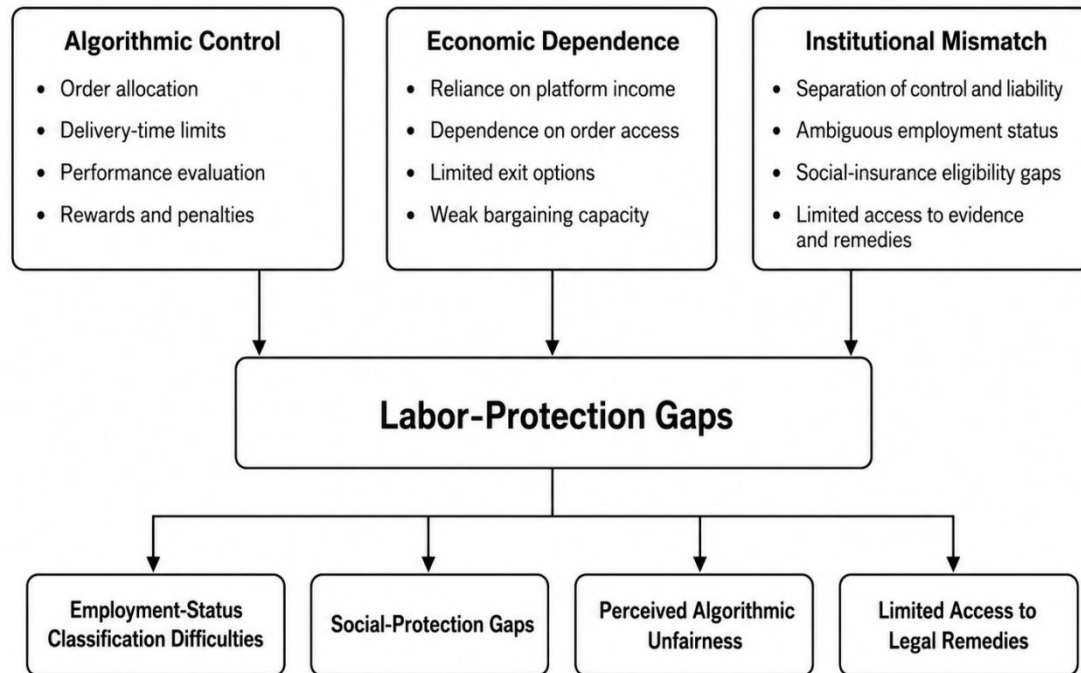 Algorithmic Control
• Order allocation
• Delivery-time limits
• Performance evaluation
• Rewards and penalties
Economic Dependence
• Reliance on platform income
• Dependence on order access
• Limited exit options
• Weak bargaining capacity
Institutional Mismatch
• Separation of control and liability
• Ambiguous employment status
• Social-insurance eligibility gaps
• Limited access to evidence
and remedies
Labor-Protection Gaps
Employment-Status
Classification Difficulties
Social-Protection Gaps
Perceived Algorithmic
Unfairness
Limited Access to
Legal Remedies